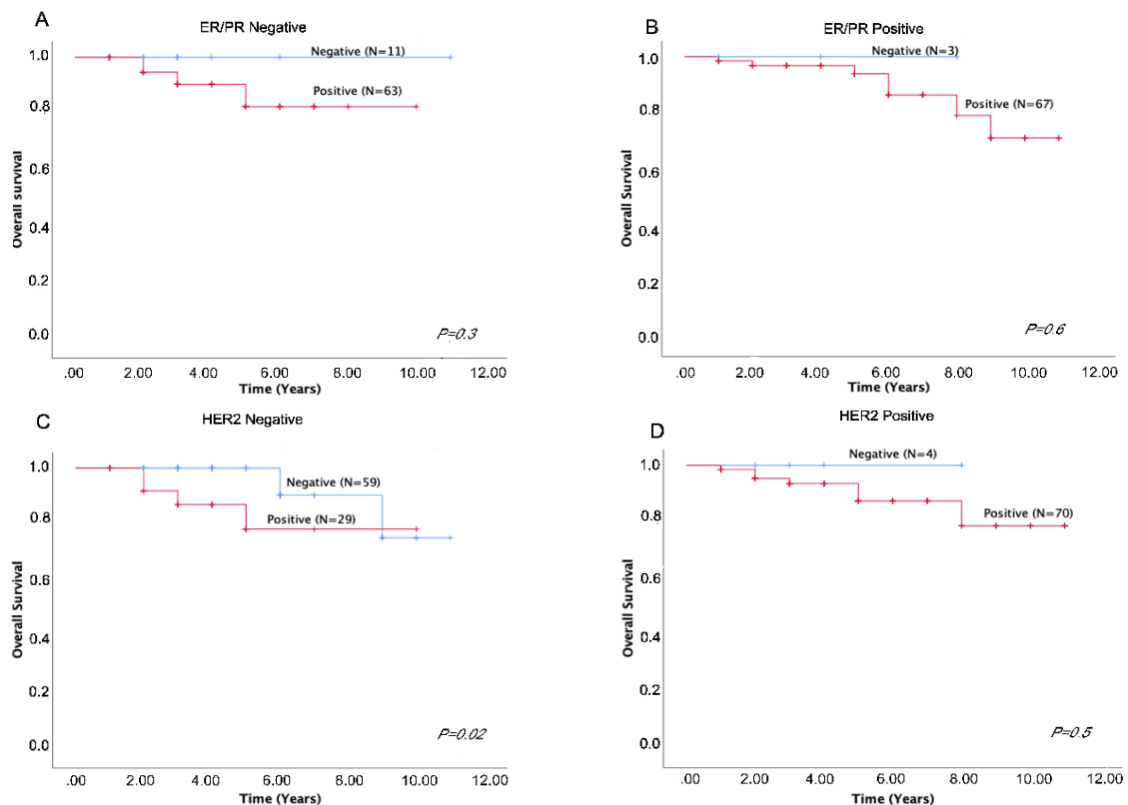 A
ER/PR Negative
1.0
0.8
0.6
0.4
0.2
0.0
Overall survival
Negative (N=11)
Positive (N=63)
P=0.3
.00 2.00 4.00 6.00 8.00 10.00 12.00
Time (Years)
B
ER/PR Positive
1.0
0.8
0.6
0.4
0.2
0.0
Overall Survival
Negative (N=3)
Positive (N=67)
P=0.6
.00 2.00 4.00 6.00 8.00 10.00 12.00
Time (Years)
C
HER2 Negative
1.0
0.8
0.6
0.4
0.2
0.0
Overall Survival
Negative (N=59)
Positive (N=29)
P=0.02
.00 2.00 4.00 6.00 8.00 10.00 12.00
Time (Years)
D
HER2 Positive
1.0
0.8
0.6
0.4
0.2
0.0
Overall Survival
Negative (N=4)
Positive (N=70)
P=0.5
.00 2.00 4.00 6.00 8.00 10.00 12.00
Time (Years)